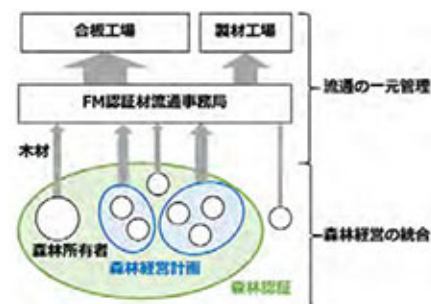 合板工場
製材工場
FM認証材流通事務局
流通の一元管理
木材
森林所有者
森林経営計画
森林認証
森林経営の統合